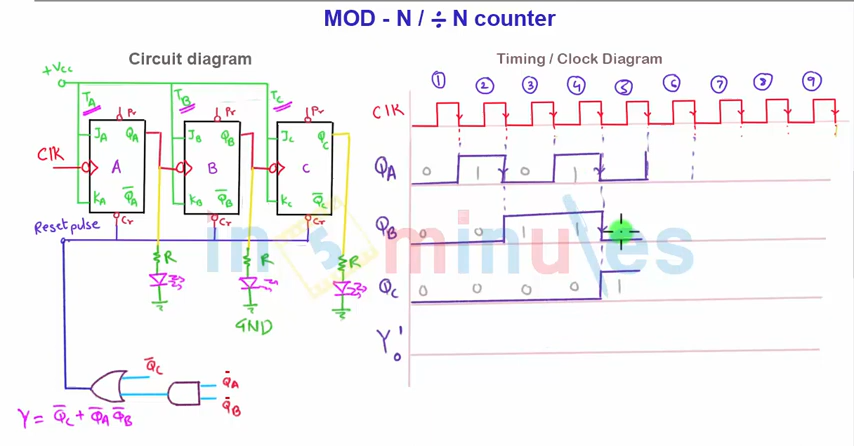 MOD - N / ÷ N counter
Circuit diagram
Timing / Clock Diagram
+Vcc
TA TB TC
Pr Pr Pr
JA QA JB QB JC QC
CLK A B C
KA Q̅A KB Q̅B KC Q̅C
Cr Cr Cr
Reset pulse
R R R
GND
Q̅C
Q̅A
Q̅B
Y = Q̅C + Q̅A Q̅B
1 2 3 4 5 6 7 8 9
CLK
QA 0 1 0 1
QB 0 0 1 1
QC 0 0 0 0 1
Y'0
in 5 minutes